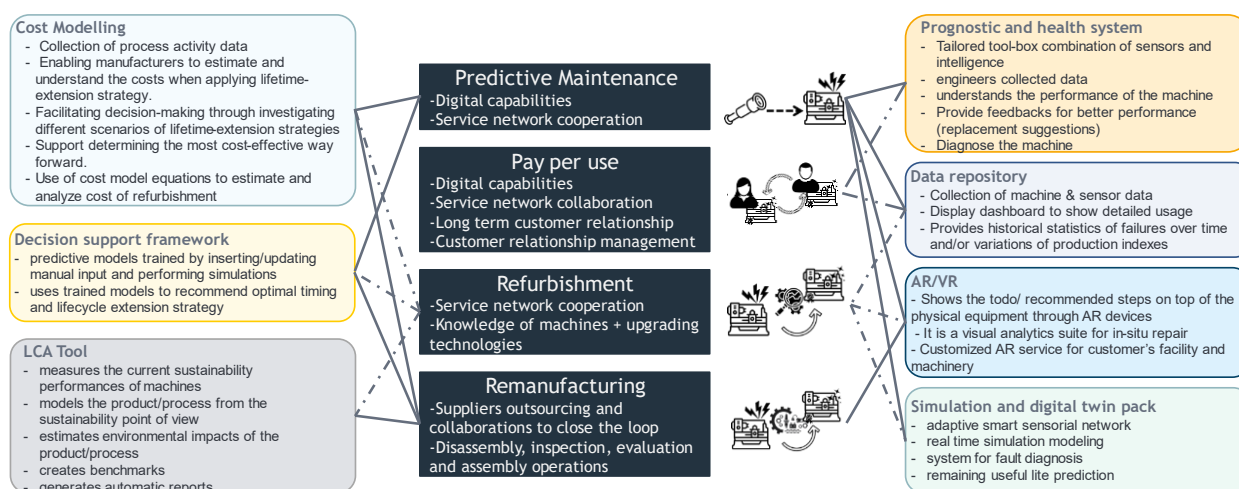 Cost Modelling
- Collection of process activity data
- Enabling manufacturers to estimate and
understand the costs when applying lifetime-
extension strategy.
- Facilitating decision-making through investigating
different scenarios of lifetime-extension strategies
- Support determining the most cost-effective way
forward.
- Use of cost model equations to estimate and
analyze cost of refurbishment
Decision support framework
- predictive models trained by inserting/updating
manual input and performing simulations
- uses trained models to recommend optimal timing
and lifecycle extension strategy
LCA Tool
- measures the current sustainability
performances of machines
- models the product/process from the
sustainability point of view
- estimates environmental impacts of the
product/process
- creates benchmarks
- generates automatic reports
Predictive Maintenance
-Digital capabilities
-Service network cooperation
Pay per use
-Digital capabilities
-Service network collaboration
-Long term customer relationship
-Customer relationship management
Refurbishment
-Service network cooperation
-Knowledge of machines + upgrading
technologies
Remanufacturing
-Suppliers outsourcing and
collaborations to close the loop
-Disassembly, inspection, evaluation
and assembly operations
Prognostic and health system
- Tailored tool-box combination of sensors and
intelligence
- engineers collected data
- understands the performance of the machine
- Provide feedbacks for better performance
(replacement suggestions)
- Diagnose the machine
Data repository
- Collection of machine & sensor data
- Display dashboard to show detailed usage
- Provides historical statistics of failures over time
and/or variations of production indexes
AR/VR
- Shows the todo/ recommended steps on top of the
physical equipment through AR devices
- It is a visual analytics suite for in-situ repair
- Customized AR service for customer's facility and
machinery
Simulation and digital twin pack
- adaptive smart sensorial network
- real time simulation modeling
- system for fault diagnosis
- remaining useful lite prediction